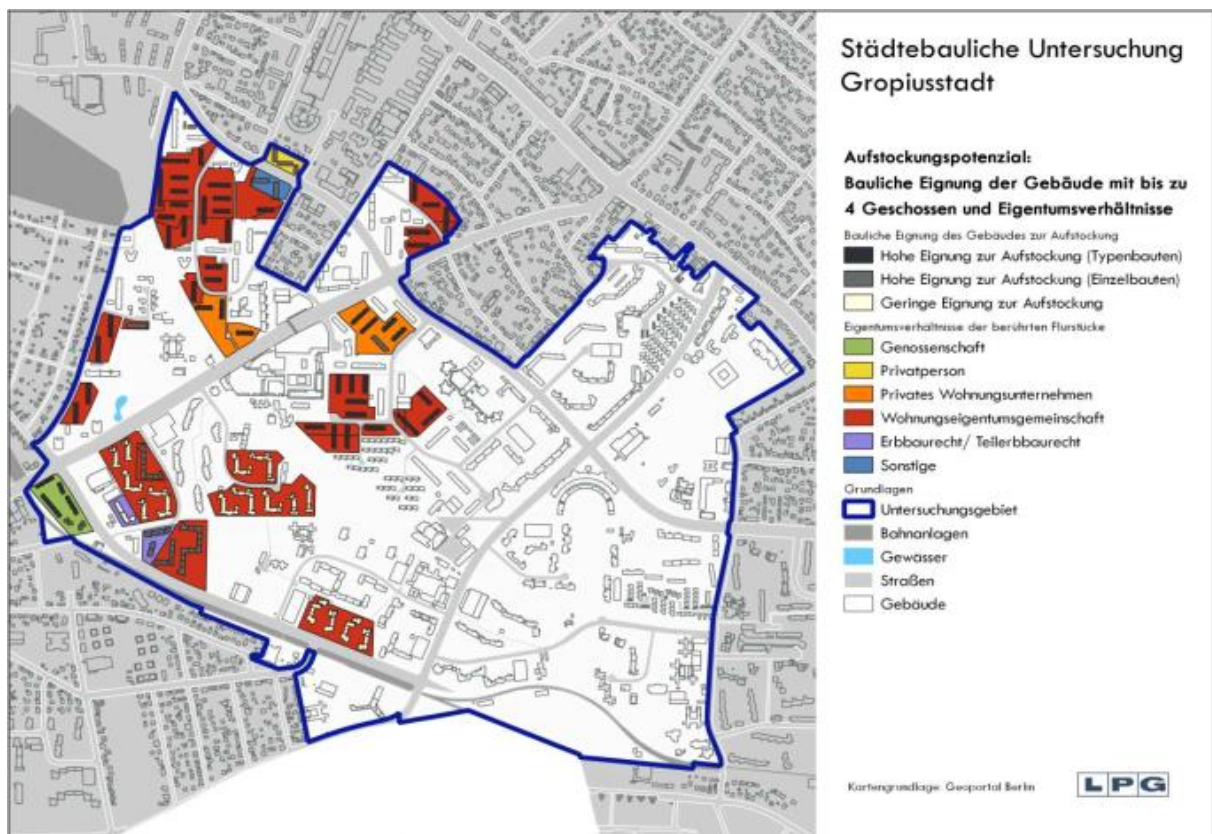 Städtebauliche Untersuchung
Gropiusstadt
Aufstockungspotenzial:
Bauliche Eignung der Gebäude mit bis zu
4 Geschossen und Eigentumsverhältnisse
Bauliche Eignung des Gebäudes zur Aufstockung
Hohe Eignung zur Aufstockung (Typenbauten)
Hohe Eignung zur Aufstockung (Einzelbauten)
Geringe Eignung zur Aufstockung
Eigentumsverhältnisse der berührten Flurstücke
Genossenschaft
Privatperson
Privates Wohnungsunternehmen
Wohnungseigentumsgemeinschaft
Erbbaurecht/ Teilerbbaurecht
Sonstige
Grundlagen
Untersuchungsgebiet
Bahnanlagen
Gewässer
Straßen
Gebäude
Kartengrundlage: Geoportal Berlin
LPG